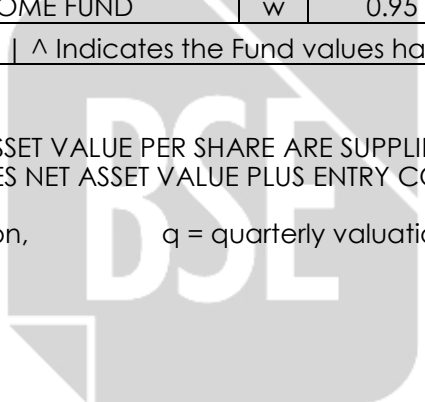 OME FUND w 0.95
| ^ Indicates the Fund values ha
SSET VALUE PER SHARE ARE SUPPLI
ES NET ASSET VALUE PLUS ENTRY CO
on, q = quarterly valuatio
BSE